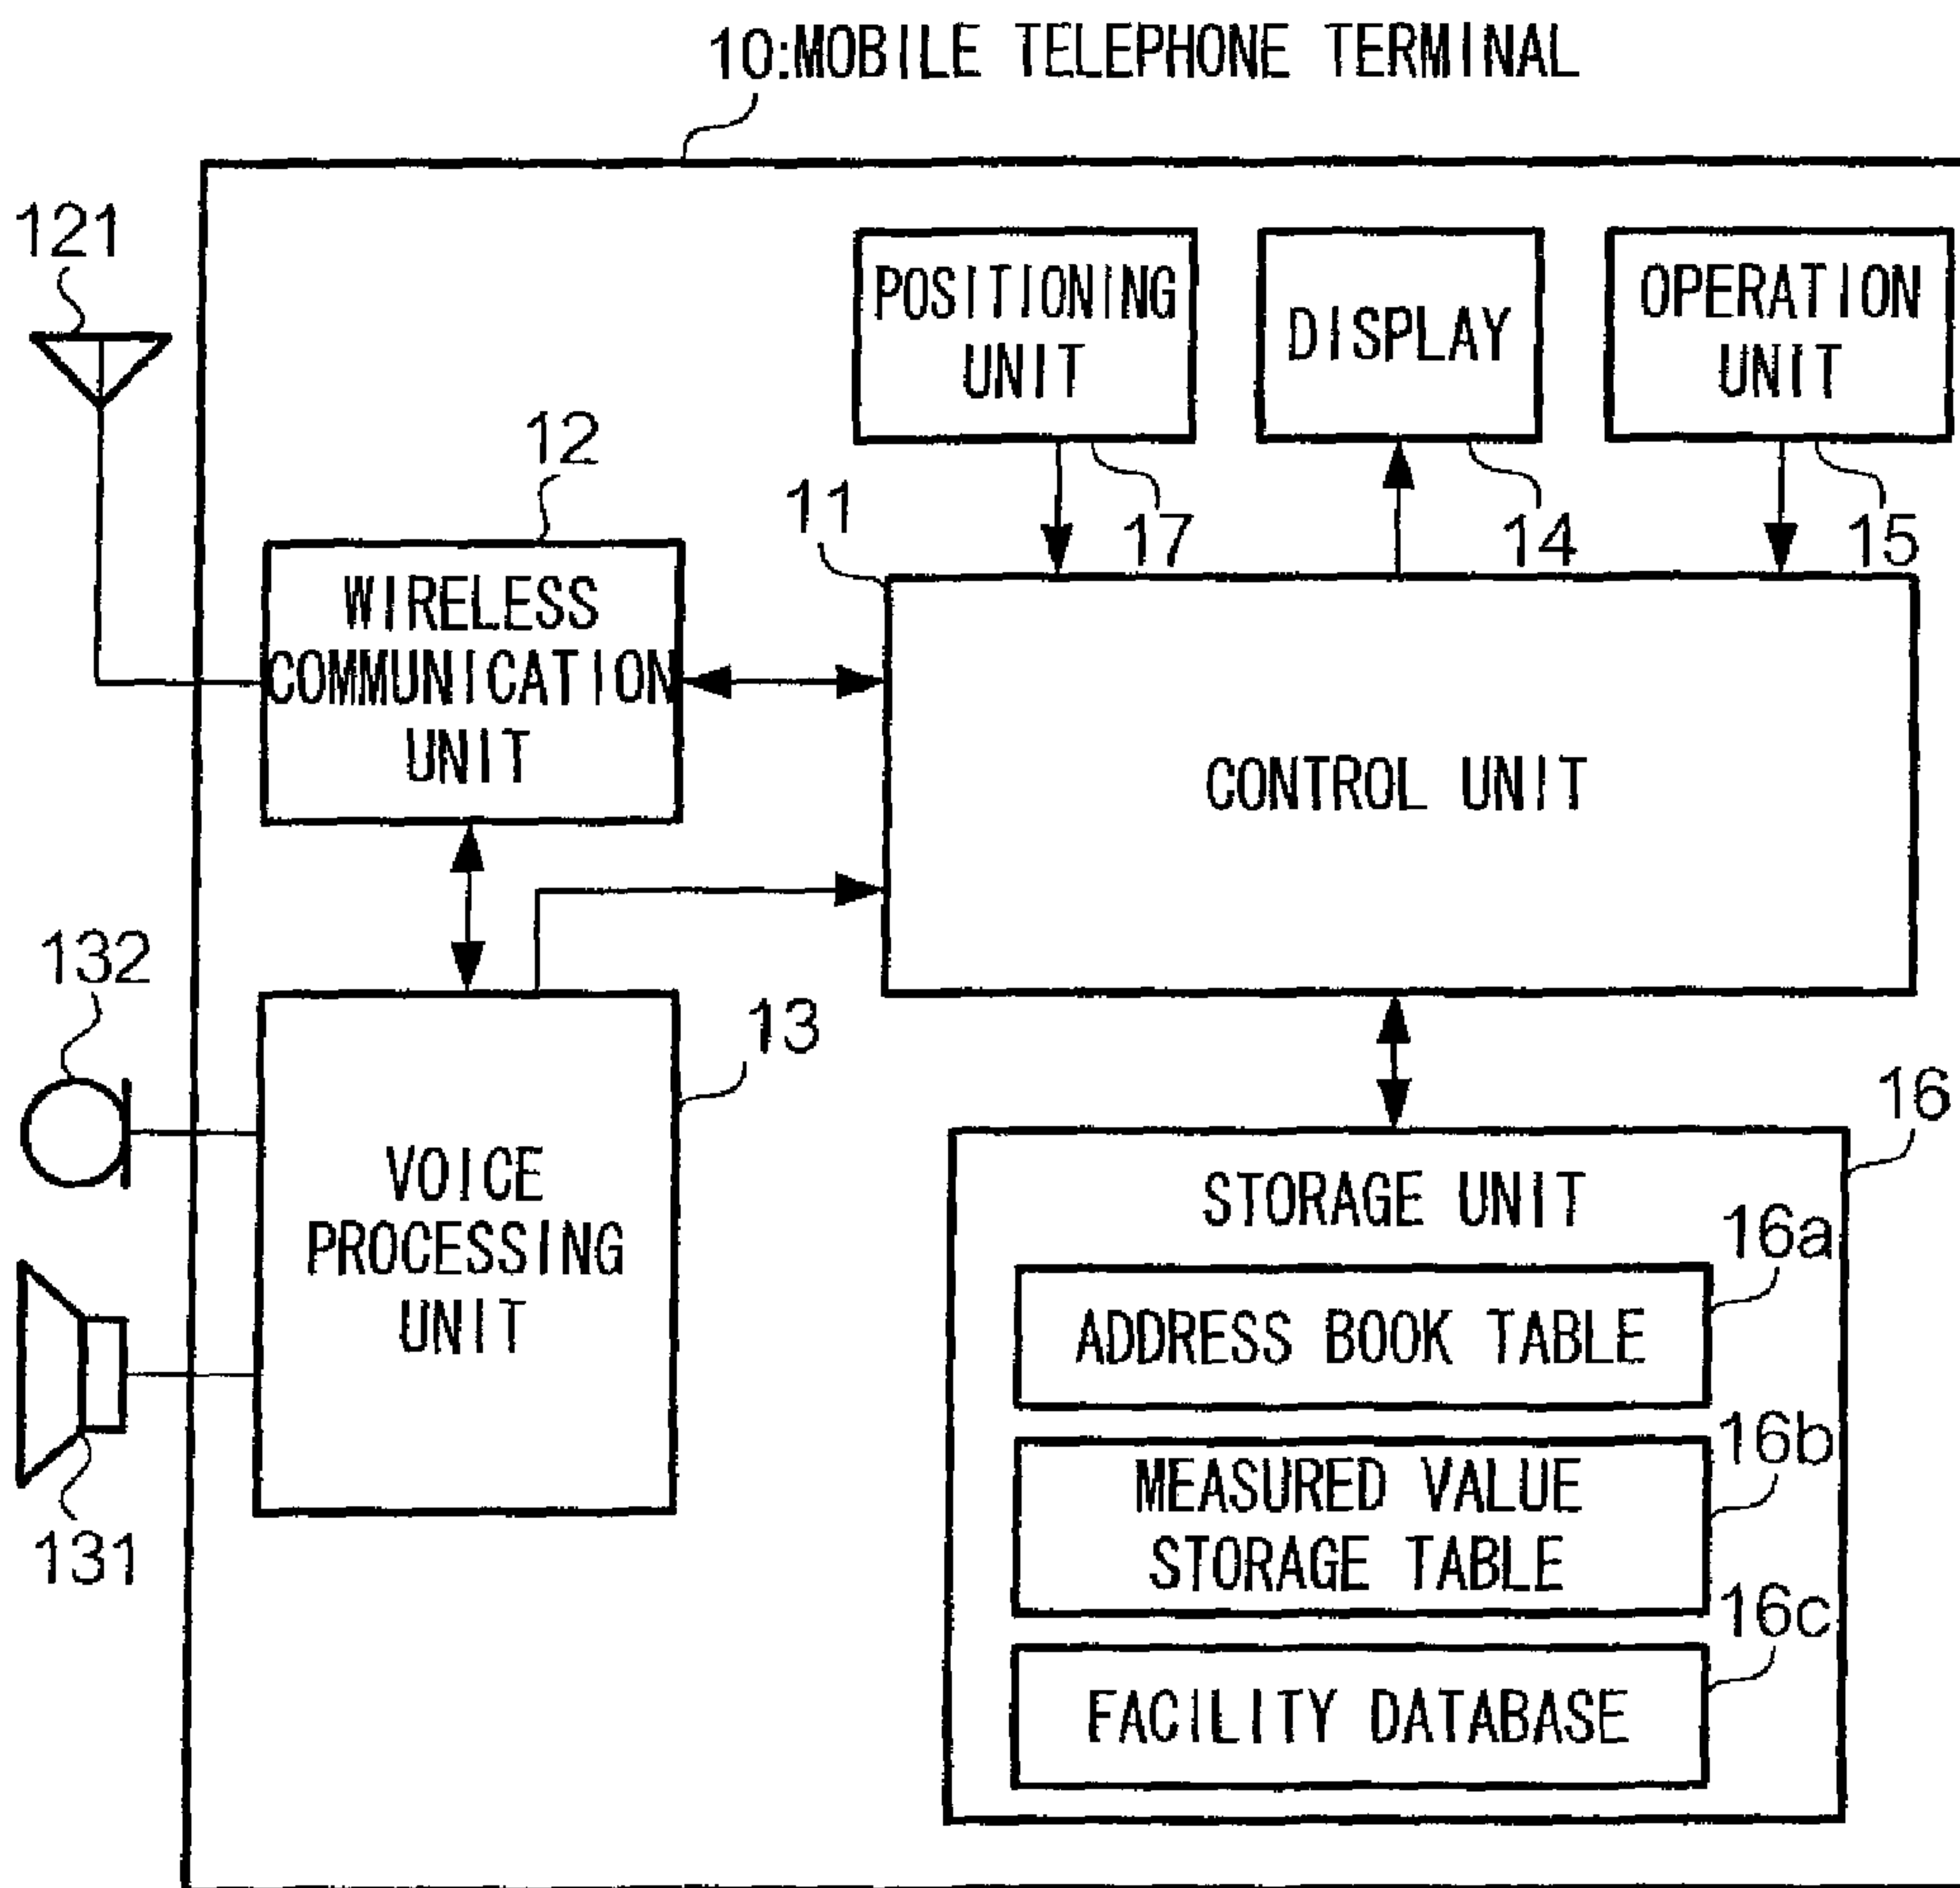 10:MOBILE TELEPHONE TERMINAL
121
POSITIONING
UNIT
DISPLAY
OPERATION
UNIT
12
11
17
14
15
WIRELESS
COMMUNICATION
UNIT
CONTROL UNIT
132
13
16
VOICE
PROCESSING
UNIT
STORAGE UNIT
16a
ADDRESS BOOK TABLE
16b
MEASURED VALUE
STORAGE TABLE
131
16c
FACILITY DATABASE